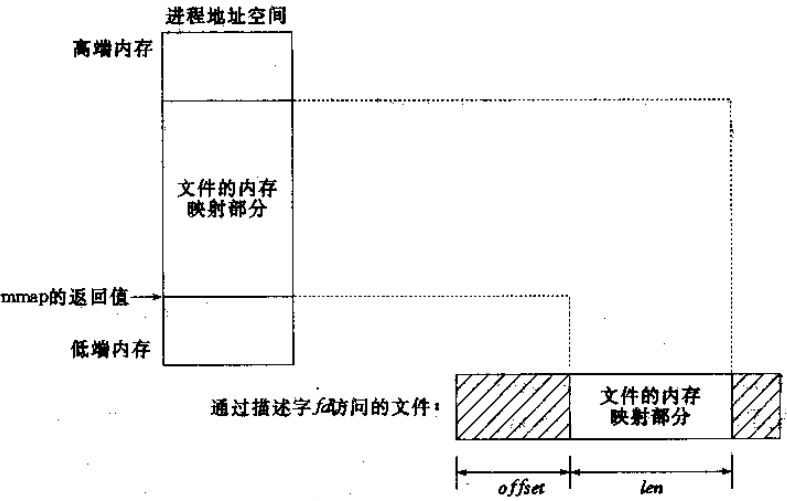 进程地址空间
高端内存
文件的内存
映射部分
mmap的返回值
低端内存
通过描述字fd访问的文件：
文件的内存
映射部分
offset
len